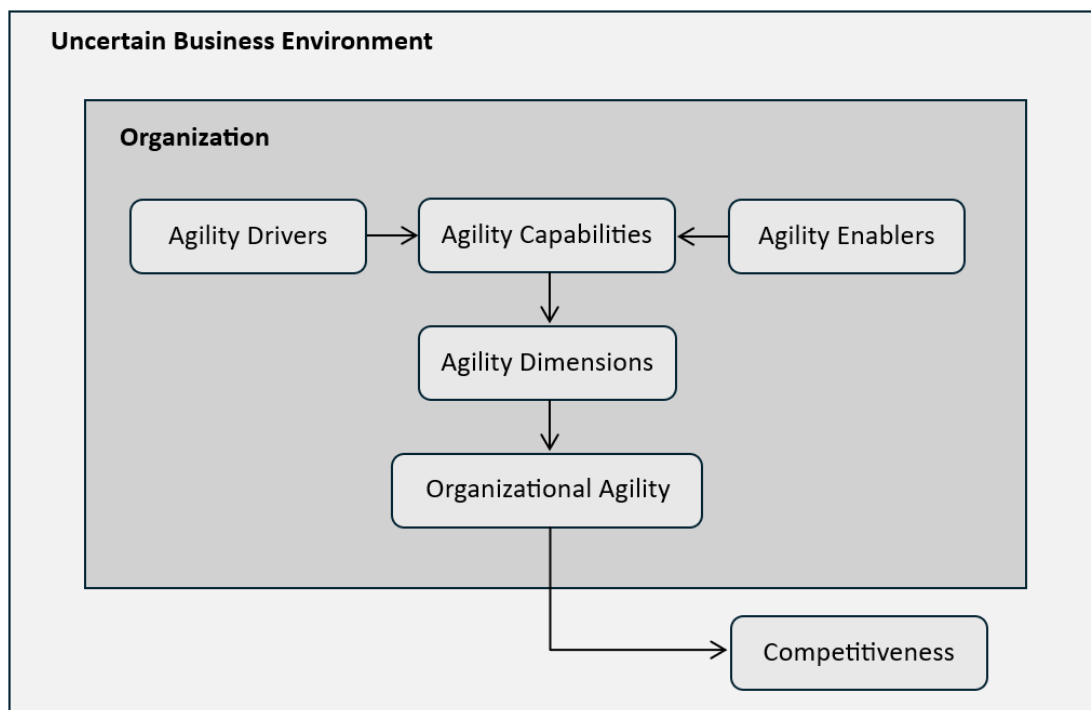 Uncertain Business Environment
Organization
Agility Drivers
Agility Capabilities
Agility Enablers
Agility Dimensions
Organizational Agility
Competitiveness